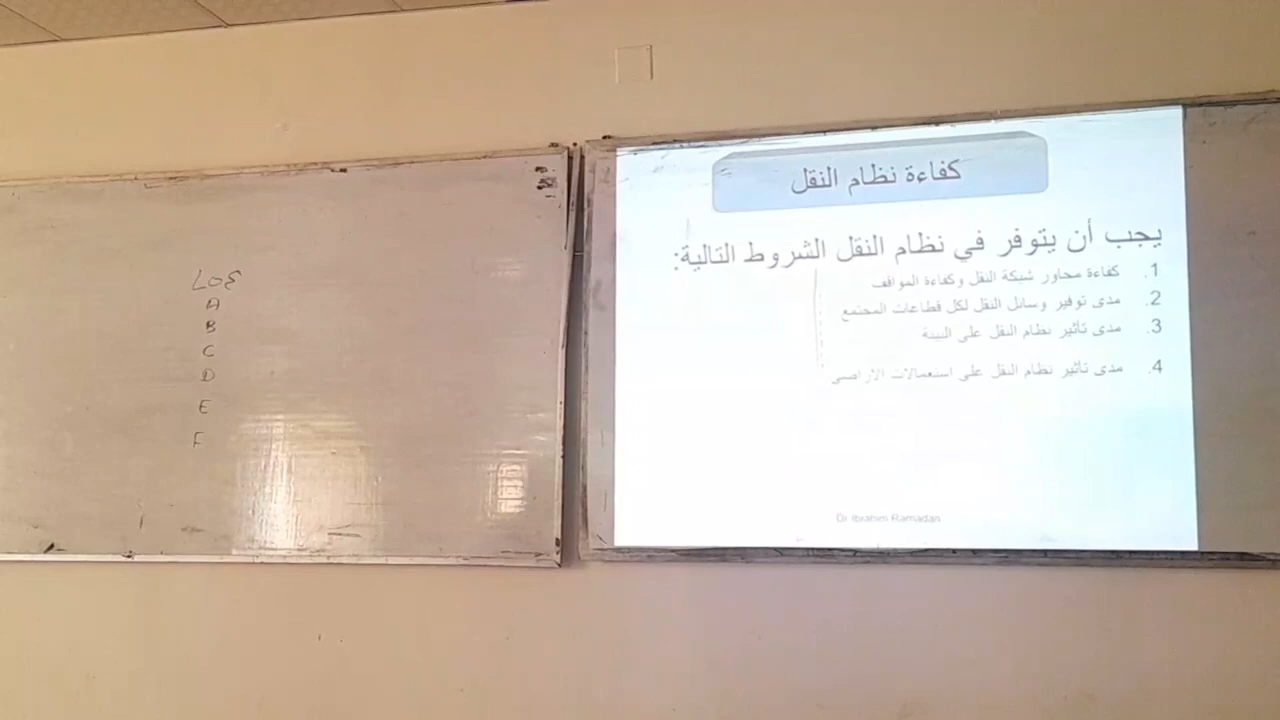 LOS
A
B
C
D
E
F
كفاءة نظام النقل
يجب أن يتوفر في نظام النقل الشروط التالية:
1. كفاءة محاور شبكة النقل وكفاءة المواقف
2. مدى توفير وسائل النقل لكل قطاعات المجتمع
3. مدى تأثير نظام النقل على البيئة
4. مدى تأثير نظام النقل على استعمالات الاراضي
Dr Ibrahim Ramadan